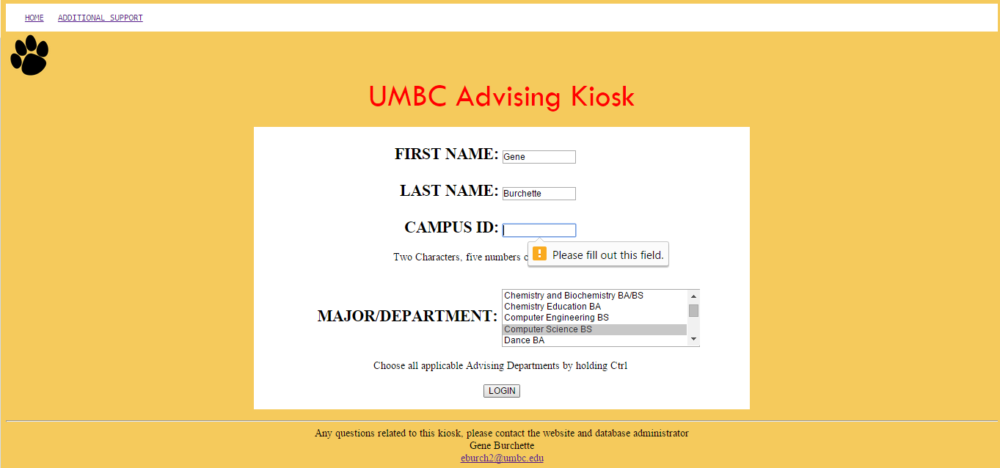 HOME ADDITIONAL SUPPORT
UMBC Advising Kiosk
FIRST NAME: Gene
LAST NAME: Burchette
CAMPUS ID:
Two Characters, five numbers
Please fill out this field.
Chemistry and Biochemistry BA/BS
Chemistry Education BA
Computer Engineering BS
MAJOR/DEPARTMENT:
Computer Science BS
Dance BA
Choose all applicable Advising Departments by holding Ctrl
LOGIN
Any questions related to this kiosk, please contact the website and database administrator
Gene Burchette
eburch2@umbc.edu